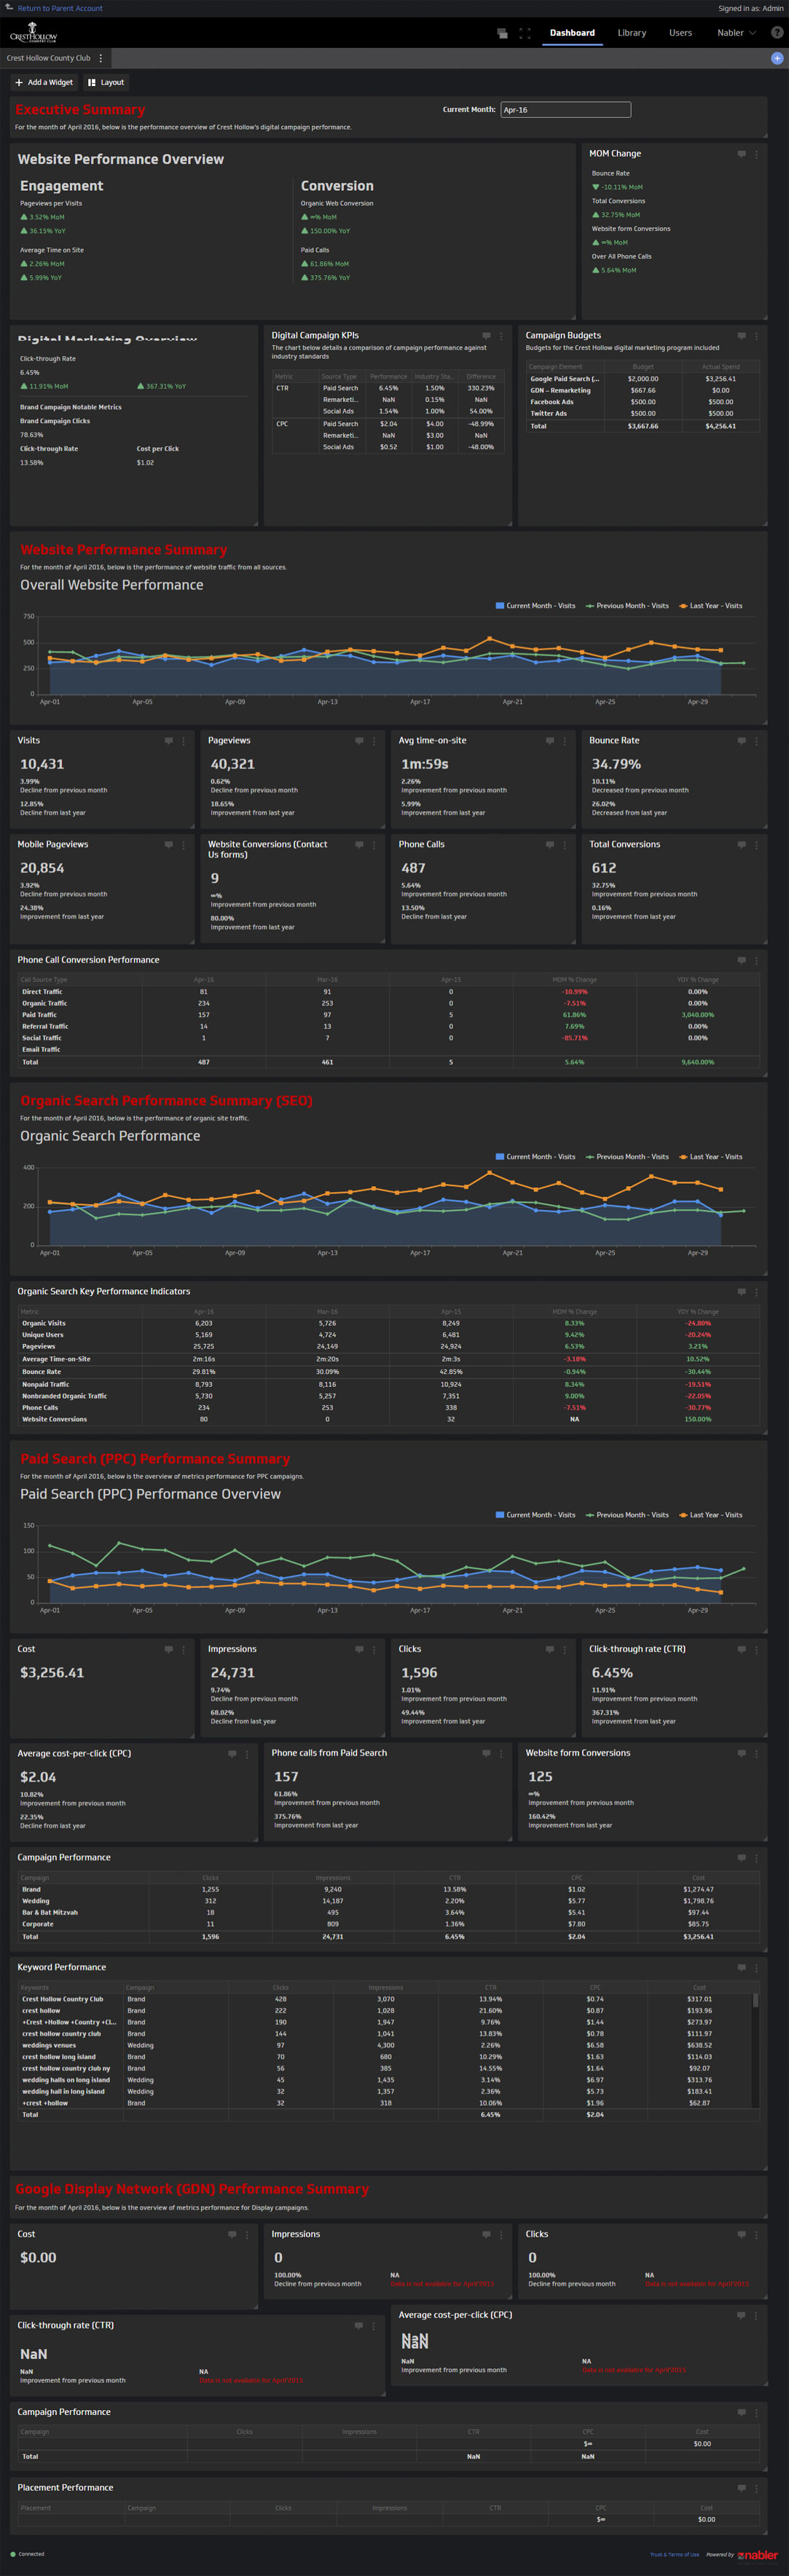 Return to Parent Account
Signed in as: Admin
CRESTHOLLOW
Dashboard Library Users Nabler ?
Crest Hollow County Club
+ Add a Widget Layout
Executive Summary
Current Month: Apr-16
For the month of April 2016, below is the performance overview of Crest Hollow's digital campaign performance.
Website Performance Overview
Engagement
Pageviews per Visits
3.52% MoM
36.15% YoY
Average Time on Site
2.26% MoM
5.99% YoY
Conversion
Organic Web Conversion
∞% MoM
150.00% YoY
Paid Calls
61.86% MoM
375.76% YoY
MOM Change
Bounce Rate
-10.11% MoM
Total Conversions
32.75% MoM
Website form Conversions
∞% MoM
Over All Phone Calls
5.64% MoM
Digital Marketing Overview
Click-through Rate
6.45%
11.91% MoM 367.31% YoY
Brand Campaign Notable Metrics
Brand Campaign Clicks
78.63%
Click-through Rate Cost per Click
13.58% $1.02
Digital Campaign KPIs
The chart below details a comparison of campaign performance against
industry standards
Metric Source Type Performance Industry Sta... Difference
CTR Paid Search 6.45% 1.50% 330.23%
Remarketi... NaN 0.15% NaN
Social Ads 1.54% 1.00% 54.00%
CPC Paid Search $2.04 $4.00 -48.99%
Remarketi... NaN $3.00 NaN
Social Ads $0.52 $1.00 -48.00%
Campaign Budgets
Budgets for the Crest Hollow digital marketing program included
Campaign Element Budget Actual Spend
Google Paid Search (... $2,000.00 $3,256.41
GDN – Remarketing $667.66 $0.00
Facebook Ads $500.00 $500.00
Twitter Ads $500.00 $500.00
Total $3,667.66 $4,256.41
Website Performance Summary
For the month of April 2016, below is the performance of website traffic from all sources.
Overall Website Performance
Current Month - Visits Previous Month - Visits Last Year - Visits
750
500
250
0
Apr-01 Apr-05 Apr-09 Apr-13 Apr-17 Apr-21 Apr-25 Apr-29
Visits
10,431
3.99%
Decline from previous month
12.85%
Decline from last year
Pageviews
40,321
0.62%
Decline from previous month
18.65%
Improvement from last year
Avg time-on-site
1m:59s
2.26%
Improvement from previous month
5.99%
Improvement from last year
Bounce Rate
34.79%
10.11%
Decreased from previous month
26.02%
Decreased from last year
Mobile Pageviews
20,854
3.92%
Decline from previous month
24.38%
Improvement from last year
Website Conversions (Contact
Us forms)
9
∞%
Improvement from previous month
80.00%
Improvement from last year
Phone Calls
487
5.64%
Improvement from previous month
13.50%
Decline from last year
Total Conversions
612
32.75%
Improvement from previous month
0.16%
Improvement from last year
Phone Call Conversion Performance
Call Source Type Apr-16 Mar-16 Apr-15 MOM % Change YOY % Change
Direct Traffic 81 91 0 -10.99% 0.00%
Organic Traffic 234 253 0 -7.51% 0.00%
Paid Traffic 157 97 5 61.86% 3,040.00%
Referral Traffic 14 13 0 7.69% 0.00%
Social Traffic 1 7 0 -85.71% 0.00%
Email Traffic
Total 487 461 5 5.64% 9,640.00%
Organic Search Performance Summary (SEO)
For the month of April 2016, below is the performance of organic site traffic.
Organic Search Performance
Current Month - Visits Previous Month - Visits Last Year - Visits
400
200
0
Apr-01 Apr-05 Apr-09 Apr-13 Apr-17 Apr-21 Apr-25 Apr-29
Organic Search Key Performance Indicators
Metric Apr-16 Mar-16 Apr-15 MOM % Change YOY % Change
Organic Visits 6,203 5,726 8,249 8.33% -24.80%
Unique Users 5,169 4,724 6,481 9.42% -20.24%
Pageviews 25,725 24,149 24,924 6.53% 3.21%
Average Time-on-Site 2m:16s 2m:20s 2m:3s -3.18% 10.52%
Bounce Rate 29.81% 30.09% 42.85% -0.94% -30.44%
Nonpaid Traffic 8,793 8,116 10,924 8.34% -19.51%
Nonbranded Organic Traffic 5,730 5,257 7,351 9.00% -22.05%
Phone Calls 234 253 338 -7.51% -30.77%
Website Conversions 80 0 32 NA 150.00%
Paid Search (PPC) Performance Summary
For the month of April 2016, below is the overview of metrics performance for PPC campaigns.
Paid Search (PPC) Performance Overview
Current Month - Visits Previous Month - Visits Last Year - Visits
150
100
50
0
Apr-01 Apr-05 Apr-09 Apr-13 Apr-17 Apr-21 Apr-25 Apr-29
Cost
$3,256.41
Impressions
24,731
9.74%
Decline from previous month
68.02%
Decline from last year
Clicks
1,596
1.01%
Improvement from previous month
49.44%
Improvement from last year
Click-through rate (CTR)
6.45%
11.91%
Improvement from previous month
367.31%
Improvement from last year
Average cost-per-click (CPC)
$2.04
10.82%
Improvement from previous month
22.35%
Decline from last year
Phone calls from Paid Search
157
61.86%
Improvement from previous month
375.76%
Improvement from last year
Website form Conversions
125
∞%
Improvement from previous month
160.42%
Improvement from last year
Campaign Performance
Campaign Clicks Impressions CTR CPC Cost
Brand 1,255 9,240 13.58% $1.02 $1,274.47
Wedding 312 14,187 2.20% $5.77 $1,798.76
Bar & Bat Mitzvah 18 495 3.64% $5.41 $97.44
Corporate 11 809 1.36% $7.80 $85.75
Total 1,596 24,731 6.45% $2.04 $3,256.41
Keyword Performance
Keywords Campaign Clicks Impressions CTR CPC Cost
Crest Hollow Country Club Brand 428 3,070 13.94% $0.74 $317.01
crest hollow Brand 222 1,028 21.60% $0.87 $193.96
+Crest +Hollow +Country +Cl... Brand 190 1,947 9.76% $1.44 $273.97
crest hollow country club Brand 144 1,041 13.83% $0.78 $111.97
weddings venues Wedding 97 4,300 2.26% $6.58 $638.52
crest hollow long island Brand 70 680 10.29% $1.63 $114.03
crest hollow country club ny Brand 56 385 14.55% $1.64 $92.07
wedding halls on long island Wedding 45 1,435 3.14% $6.97 $313.76
wedding hall in long island Wedding 32 1,357 2.36% $5.73 $183.41
+crest +hollow Brand 32 318 10.06% $1.96 $62.87
Total 6.45% $2.04
Google Display Network (GDN) Performance Summary
For the month of April 2016, below is the overview of metrics performance for Display campaigns.
Cost
$0.00
Impressions
0
100.00% NA
Decline from previous month Data is not available for April'2015
Clicks
0
100.00% NA
Decline from previous month Data is not available for April'2015
Click-through rate (CTR)
NaN
NaN NA
Improvement from previous month Data is not available for April'2015
Average cost-per-click (CPC)
NaN
NaN
NaN NA
Improvement from previous month Data is not available for April'2015
Campaign Performance
Campaign Clicks Impressions CTR CPC Cost
$∞ $0.00
Total NaN NaN
Placement Performance
Placement Campaign Clicks Impressions CTR CPC Cost
$∞ $0.00
Connected
Trust & Terms of Use Powered by nabler